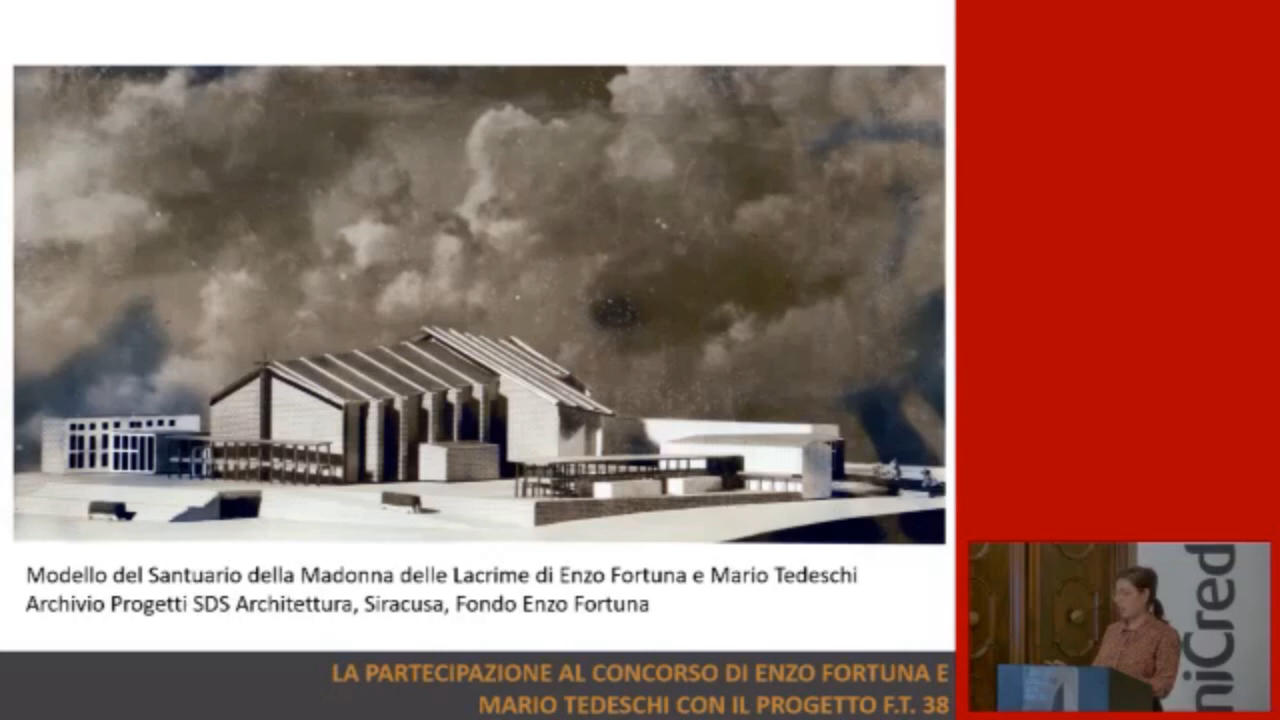 Modello del Santuario della Madonna delle Lacrime di Enzo Fortuna e Mario Tedeschi
Archivio Progetti SDS Architettura, Siracusa, Fondo Enzo Fortuna
LA PARTECIPAZIONE AL CONCORSO DI ENZO FORTUNA E
MARIO TEDESCHI CON IL PROGETTO F.T. 38
niCred